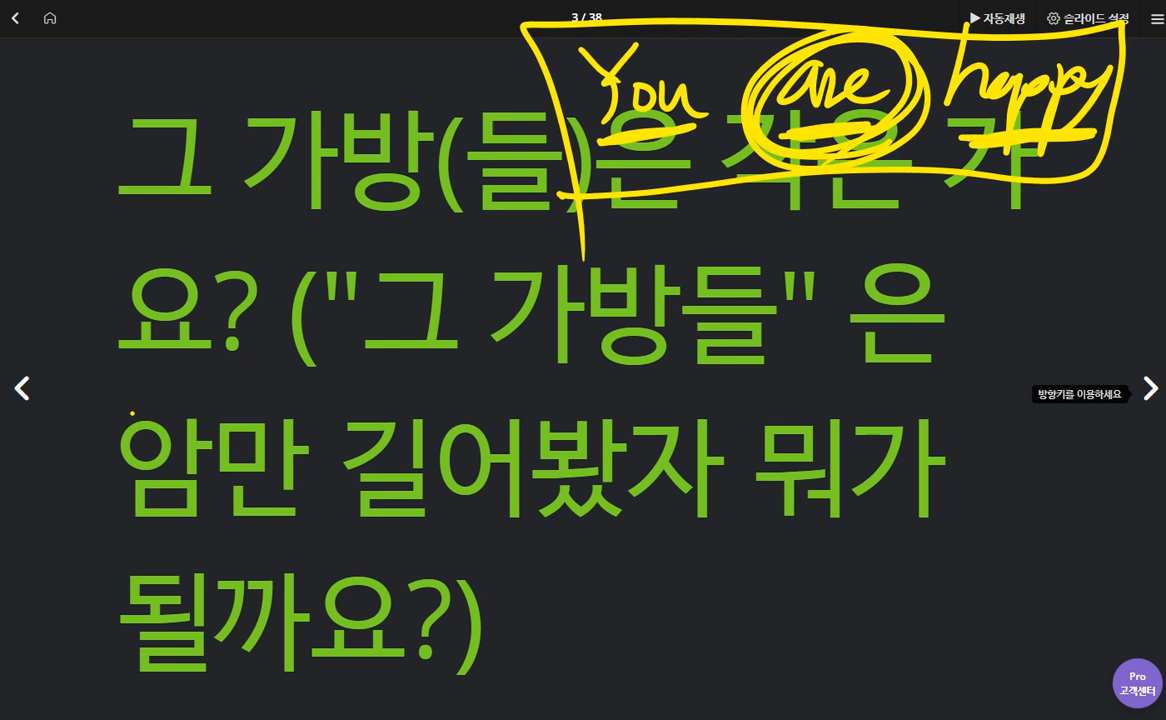 3 / 38
자동재생
슬라이드 설정
You are happy
그 가방(들)은 작은 가
요? ("그 가방들" 은
방향키를 이용하세요
암만 길어봤자 뭐가
될까요?)
Pro
고객센터